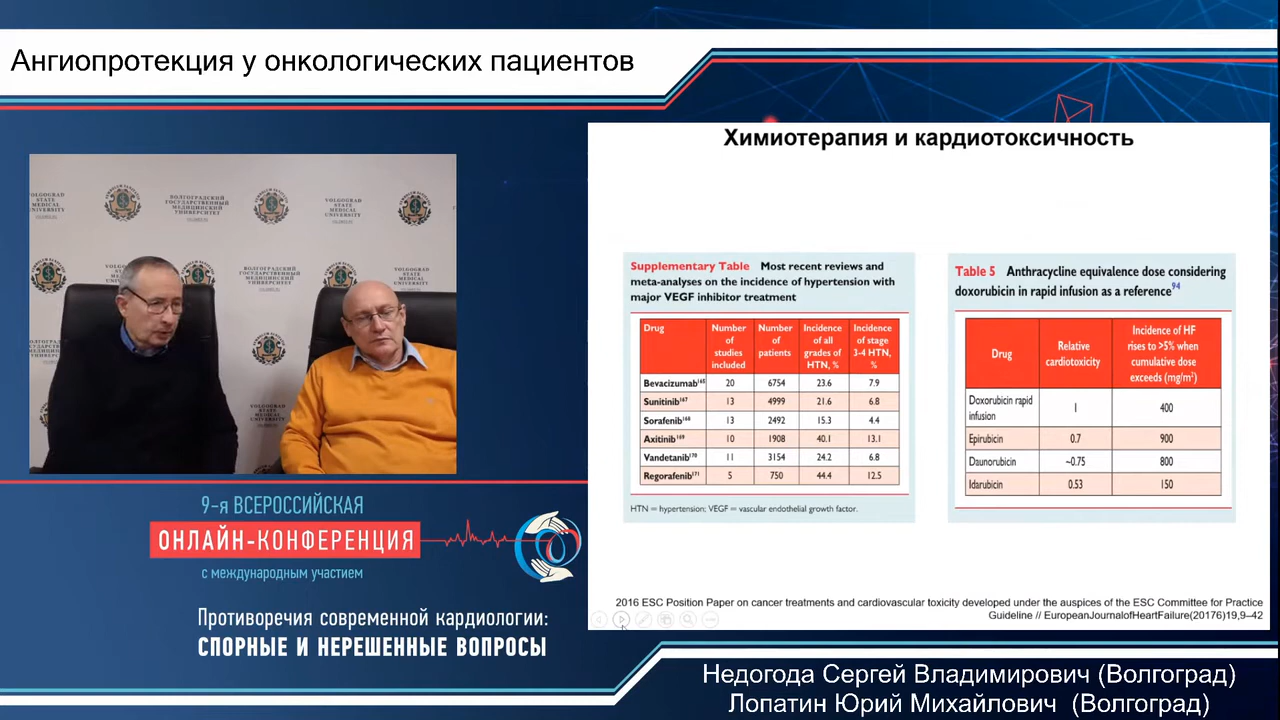 Ангиопротекция у онкологических пациентов
VOLGOGRAD
STATE
MEDICAL
UNIVERSITY
ВОЛГОГРАДСКИЙ
ГОСУДАРСТВЕННЫЙ
МЕДИЦИНСКИЙ
УНИВЕРСИТЕТ
9-я ВСЕРОССИЙСКАЯ
ОНЛАЙН-КОНФЕРЕНЦИЯ
с международным участием
Противоречия современной кардиологии:
СПОРНЫЕ И НЕРЕШЕННЫЕ ВОПРОСЫ
Химиотерапия и кардиотоксичность
Supplementary Table Most recent reviews and
meta-analyses on the incidence of hypertension with
major VEGF inhibitor treatment
Drug Number of studies included Number of patients Incidence of all grades of HTN, % Incidence of stage 3-4 HTN, %
Bevacizumab¹⁶⁵ 20 6754 23.6 7.9
Sunitinib¹⁶⁷ 13 4999 21.6 6.8
Sorafenib¹⁶⁸ 13 2492 15.3 4.4
Axitinib¹⁶⁹ 10 1908 40.1 13.1
Vandetanib¹⁷⁰ 11 3154 24.2 6.8
Regorafenib¹⁷¹ 5 750 44.4 12.5
HTN = hypertension; VEGF = vascular endothelial growth factor.
Table 5 Anthracycline equivalence dose considering
doxorubicin in rapid infusion as a reference⁹⁴
Drug Relative cardiotoxicity Incidence of HF rises to >5% when cumulative dose exceeds (mg/m²)
Doxorubicin rapid infusion 1 400
Epirubicin 0.7 900
Daunorubicin ~0.75 800
Idarubicin 0.53 150
2016 ESC Position Paper on cancer treatments and cardiovascular toxicity developed under the auspices of the ESC Committee for Practice
Guideline // EuropeanJournalofHeartFailure(20176)19,9–42
Недогода Сергей Владимирович (Волгоград)
Лопатин Юрий Михайлович (Волгоград)